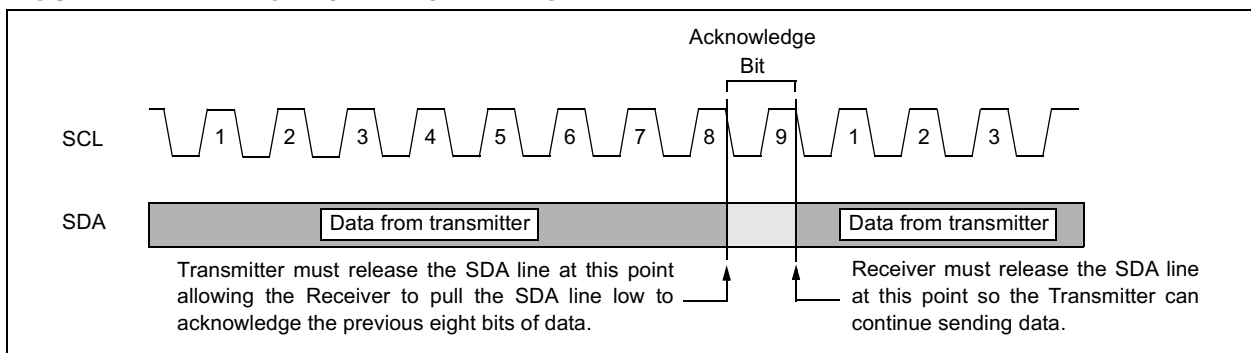 Acknowledge
Bit
SCL
1 2 3 4 5 6 7 8 9 1 2 3
SDA
Data from transmitter
Data from transmitter
Transmitter must release the SDA line at this point
allowing the Receiver to pull the SDA line low to
acknowledge the previous eight bits of data.
Receiver must release the SDA line
at this point so the Transmitter can
continue sending data.